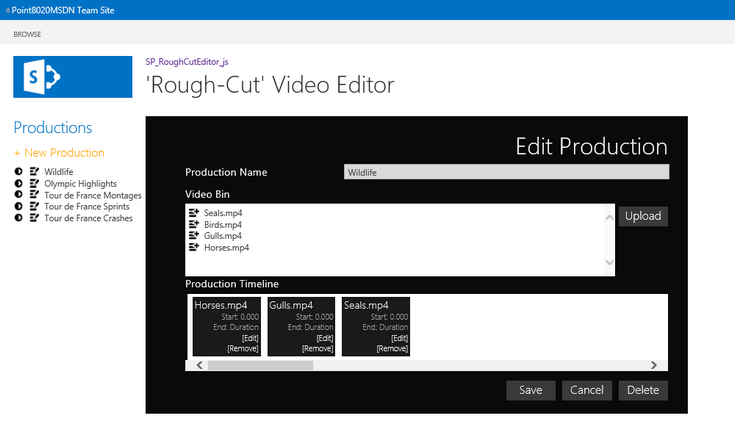 Point8020MSDN Team Site
BROWSE
S
SP_RoughCutEditor_js
'Rough-Cut' Video Editor
Productions
+ New Production
Wildlife
Olympic Highlights
Tour de France Montages
Tour de France Sprints
Tour de France Crashes
Edit Production
Production Name
Wildlife
Video Bin
Seals.mp4
Birds.mp4
Gulls.mp4
Horses.mp4
Upload
Production Timeline
Horses.mp4
Start: 0.000
End: Duration
[Edit]
[Remove]
Gulls.mp4
Start: 0.000
End: Duration
[Edit]
[Remove]
Seals.mp4
Start: 0.000
End: Duration
[Edit]
[Remove]
Save Cancel Delete